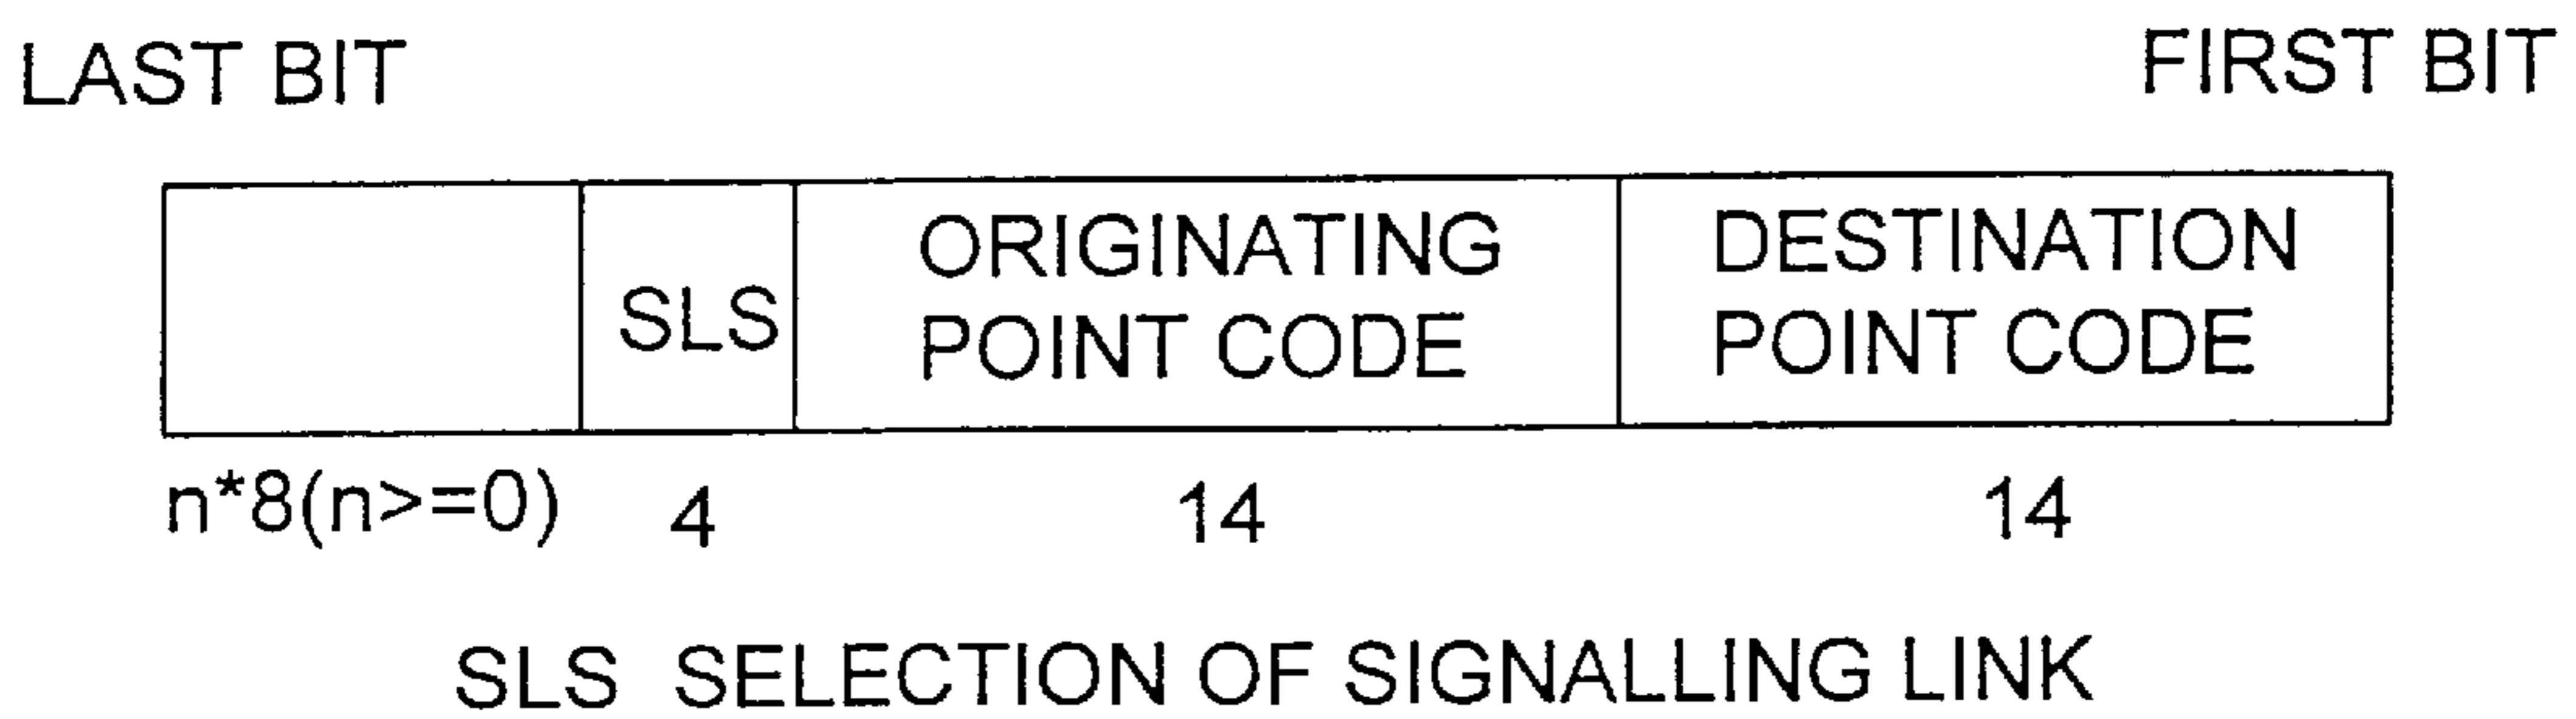 LAST BIT FIRST BIT
SLS
ORIGINATING
POINT CODE
DESTINATION
POINT CODE
n*8(n>=0) 4 14 14
SLS SELECTION OF SIGNALLING LINK